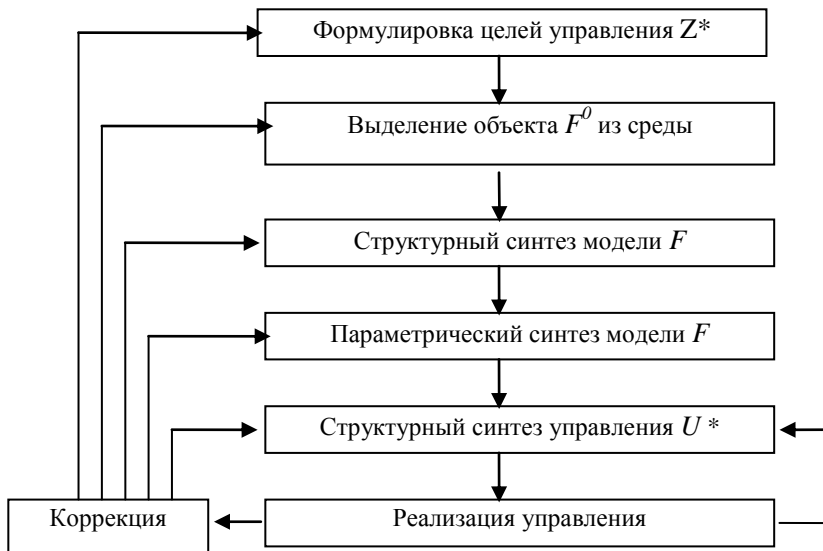 Формулировка целей управления Z*
Выделение объекта F⁰ из среды
Структурный синтез модели F
Параметрический синтез модели F
Структурный синтез управления U *
Коррекция
Реализация управления